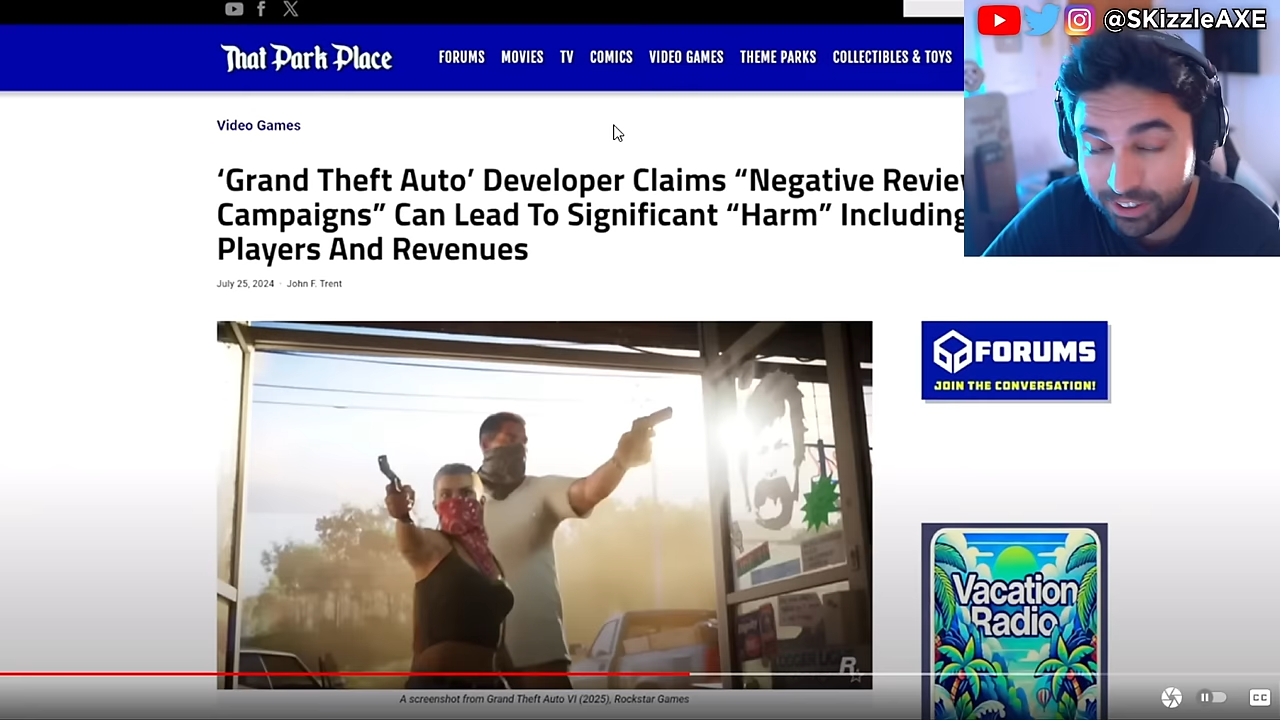 @SKizzleAXE
That Park Place
FORUMS MOVIES TV COMICS VIDEO GAMES THEME PARKS COLLECTIBLES & TOYS
Video Games
‘Grand Theft Auto’ Developer Claims “Negative Review
Campaigns” Can Lead To Significant “Harm” Including
Players And Revenues
July 25, 2024 · John F. Trent
FORUMS
JOIN THE CONVERSATION!
Vacation
Radio
R
A screenshot from Grand Theft Auto VI (2025), Rockstar Games
CC